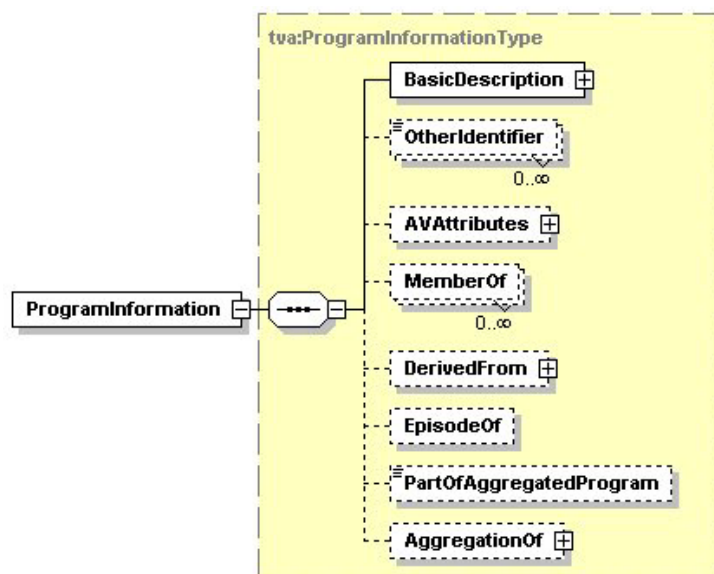 tva:ProgramInformationType
BasicDescription
OtherIdentifier
0..∞
AVAttributes
MemberOf
0..∞
ProgramInformation
DerivedFrom
EpisodeOf
PartOfAggregatedProgram
AggregationOf